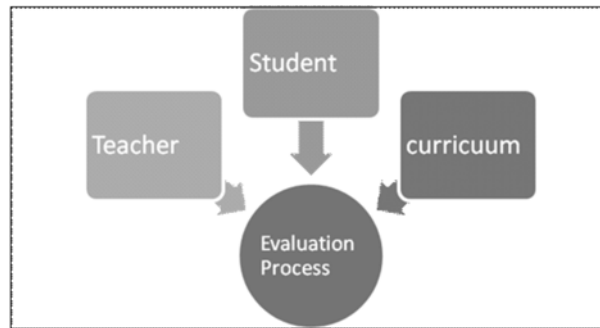 Student
Teacher
curricuum
Evaluation
Process